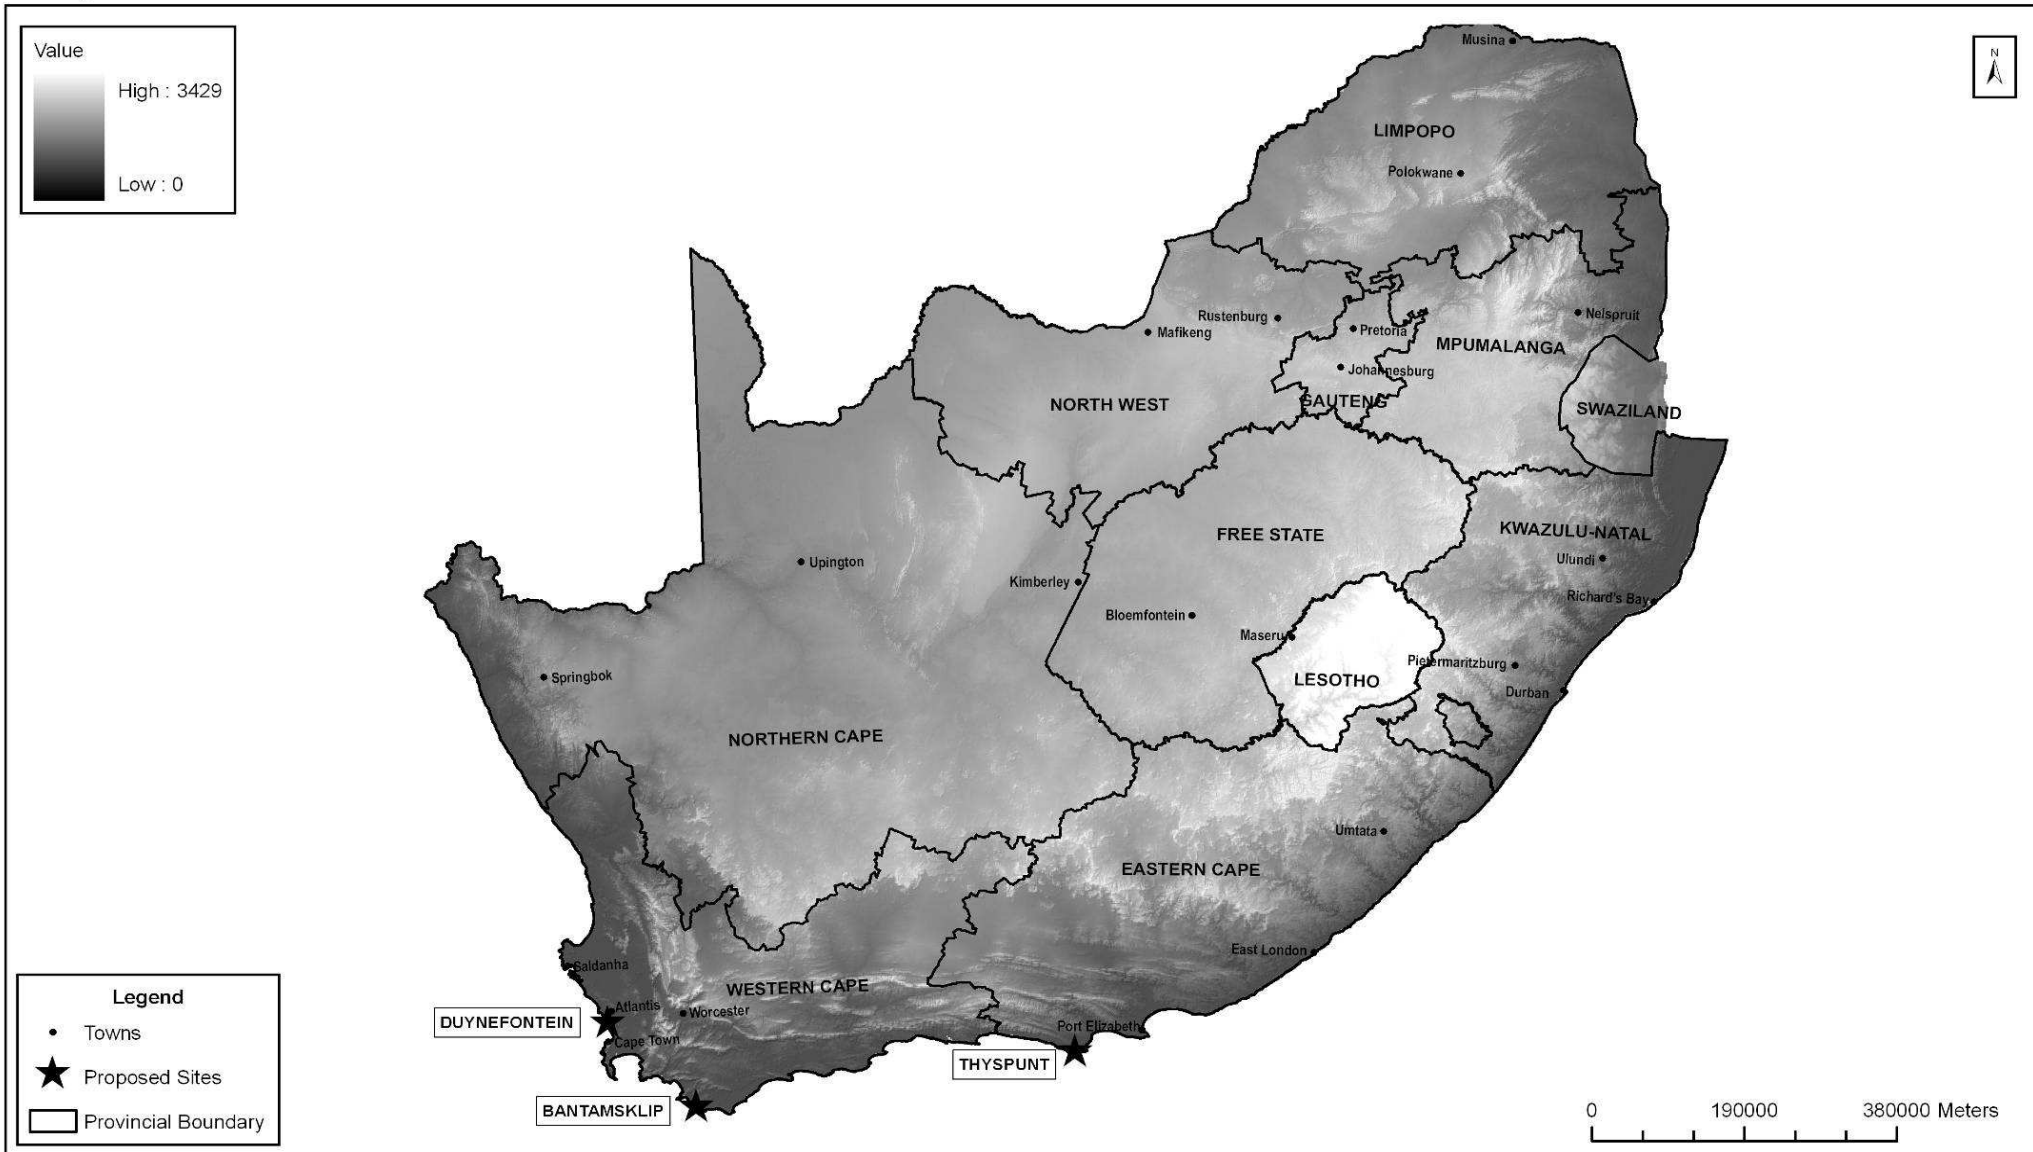 Value
High : 3429
Low : 0
N
Musina
LIMPOPO
Polokwane
Rustenburg
Mafikeng
Pretoria
Nelspruit
MPUMALANGA
Johannesburg
NORTH WEST
GAUTENG
SWAZILAND
FREE STATE
KWAZULU-NATAL
Upington
Ulundi
Kimberley
Richard's Bay
Bloemfontein
Maseru
Springbok
LESOTHO
Pietermaritzburg
Durban
NORTHERN CAPE
Umtata
EASTERN CAPE
East London
Saldanha
WESTERN CAPE
Atlantis
Worcester
DUYNEFONTEIN
Port Elizabeth
Cape Town
THYSPUNT
BANTAMSKLIP
Legend
Towns
Proposed Sites
Provincial Boundary
0 190000 380000 Meters